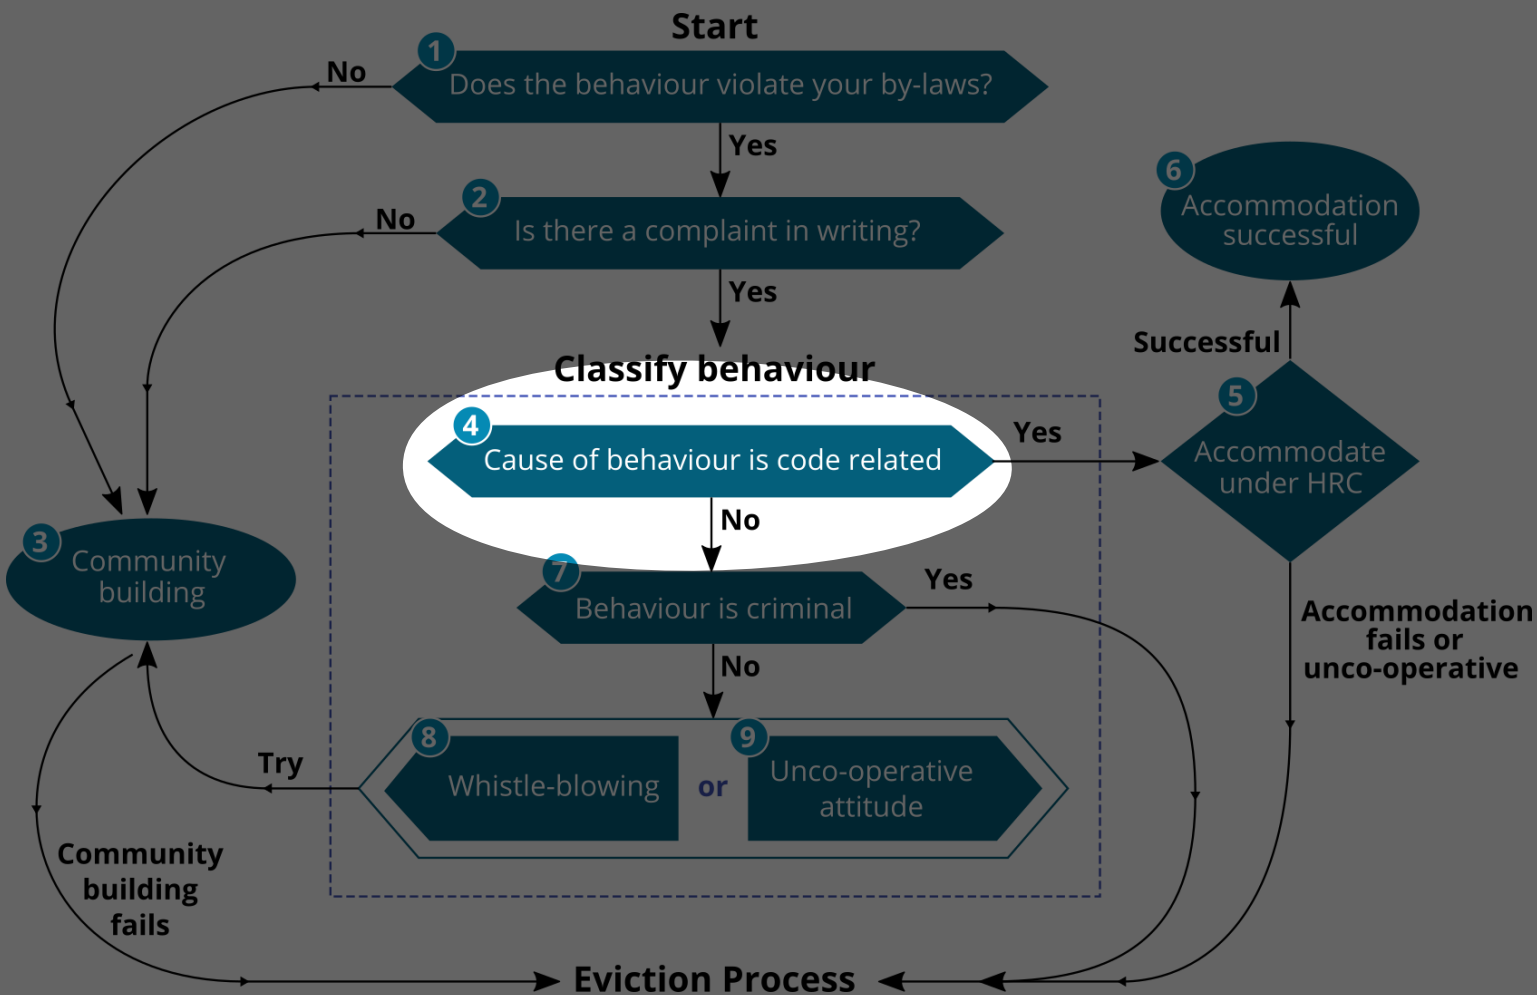 Start
1
Does the behaviour violate your by-laws?
No
Yes
2
Is there a complaint in writing?
No
Yes
6
Accommodation
successful
Successful
Classify behaviour
4
Cause of behaviour is code related
Yes
No
5
Accommodate
under HRC
3
Community
building
7
Behaviour is criminal
Yes
No
Accommodation
fails or
unco-operative
8
Whistle-blowing
or
9
Unco-operative
attitude
Try
Community
building
fails
Eviction Process